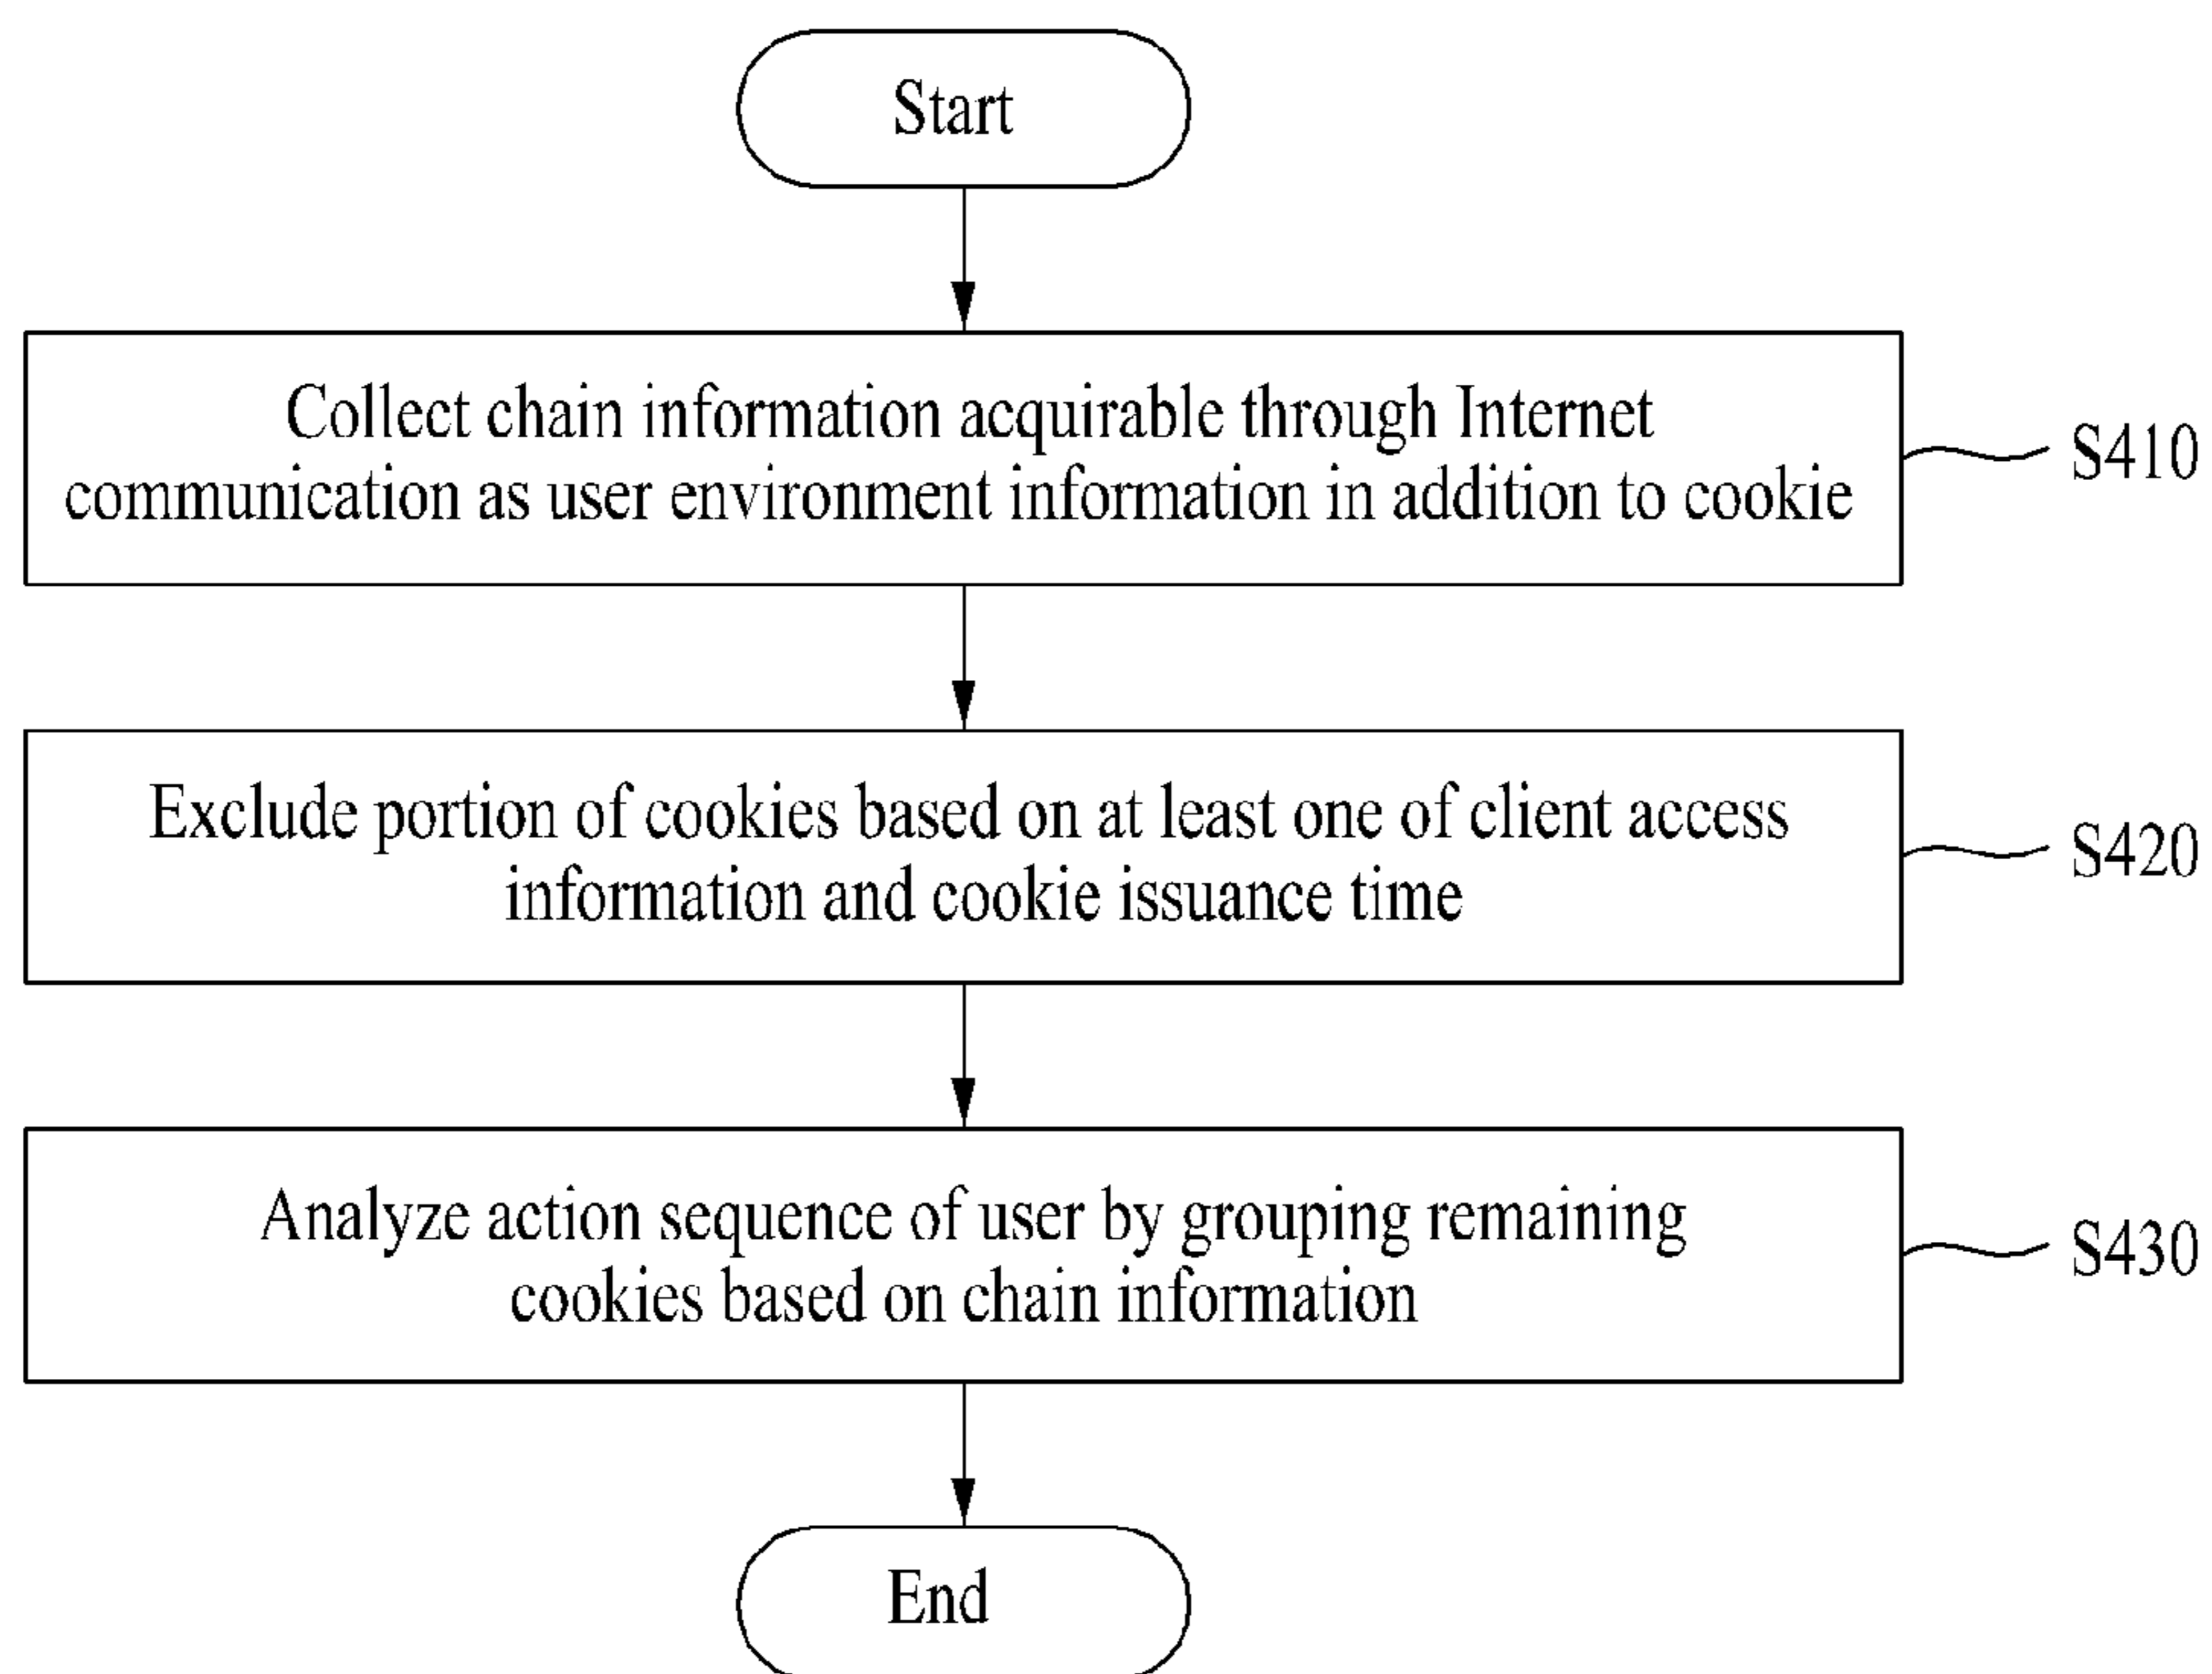 Start
Collect chain information acquirable through Internet
communication as user environment information in addition to cookie
S410
Exclude portion of cookies based on at least one of client access
information and cookie issuance time
S420
Analyze action sequence of user by grouping remaining
cookies based on chain information
S430
End